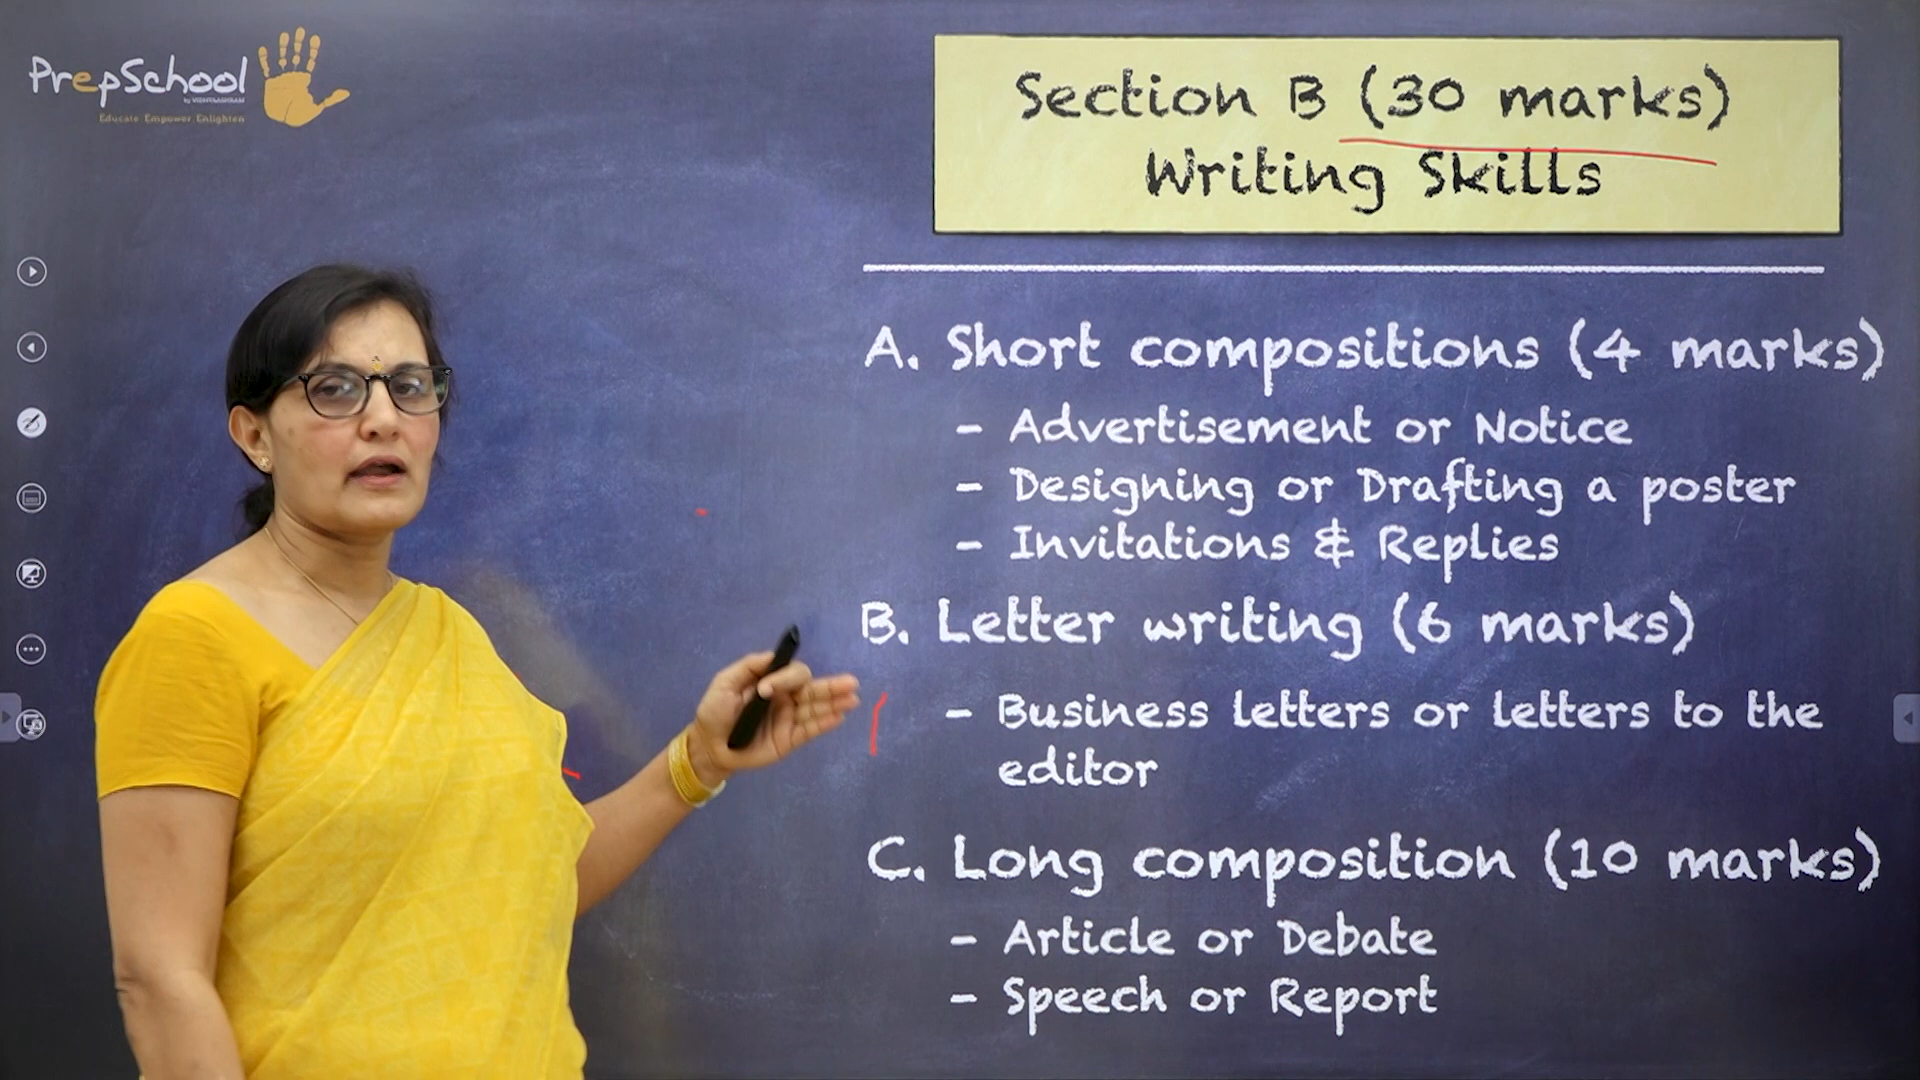 PrepSchool
by VIDHYAASHRAM
Educate Empower Enlighten
Section B (30 marks)
Writing Skills
A. Short compositions (4 marks)
- Advertisement or Notice
- Designing or Drafting a poster
- Invitations & Replies
B. Letter writing (6 marks)
- Business letters or letters to the
editor
C. Long composition (10 marks)
- Article or Debate
- Speech or Report